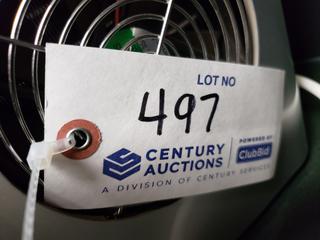 LOT NO
497
CENTURY
AUCTIONS
POWERED BY
ClubBid
A DIVISION OF CENTURY SERVICES